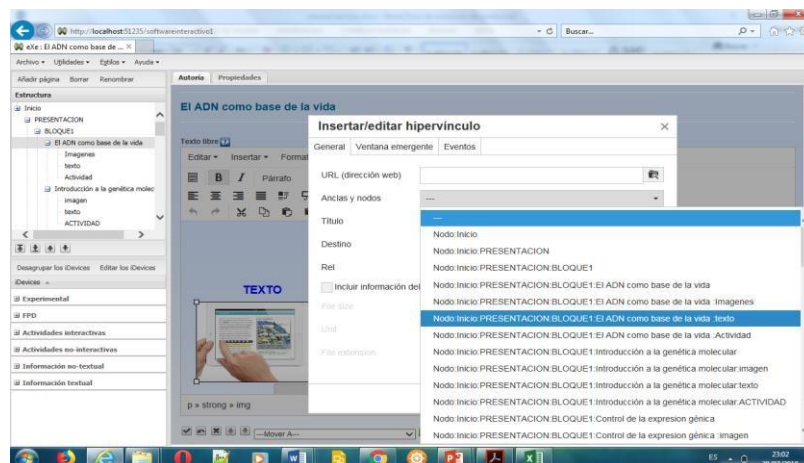 http://localhost:51235/softwareinteractivo1
Buscar...
eXe : El ADN como base de ...
Archivo Utilidades Estilos Ayuda
Añadir página Borrar Renombrar
Autoría Propiedades
Estructura
Inicio
PRESENTACION
BLOQUE1
El ADN como base de la vida
Imagenes
texto
Actividad
Introducción a la genética molec
imagen
texto
ACTIVIDAD
Desagrupar los iDevices Editar los iDevices
iDevices
Experimental
FPD
Actividades interactivas
Actividades no-interactivas
Información no-textual
Información textual
El ADN como base de la vida
Texto libre
Editar Insertar Format
B I Párrafo
TEXTO
p » strong » img
---Mover A---
Insertar/editar hipervínculo
General Ventana emergente Eventos
URL (dirección web)
Anclas y nodos ---
Título
Destino
Rel
Incluir información del
File size
Und
File extension
---
Nodo:Inicio
Nodo:Inicio:PRESENTACION
Nodo:Inicio:PRESENTACION:BLOQUE1
Nodo:Inicio:PRESENTACION:BLOQUE1:El ADN como base de la vida
Nodo:Inicio:PRESENTACION:BLOQUE1:El ADN como base de la vida :Imagenes
Nodo:Inicio:PRESENTACION:BLOQUE1:El ADN como base de la vida :texto
Nodo:Inicio:PRESENTACION:BLOQUE1:El ADN como base de la vida :Actividad
Nodo:Inicio:PRESENTACION:BLOQUE1:Introducción a la genética molecular
Nodo:Inicio:PRESENTACION:BLOQUE1:Introducción a la genética molecular:imagen
Nodo:Inicio:PRESENTACION:BLOQUE1:Introducción a la genética molecular:texto
Nodo:Inicio:PRESENTACION:BLOQUE1:Introducción a la genética molecular:ACTIVIDAD
Nodo:Inicio:PRESENTACION:BLOQUE1:Control de la expresion génica
Nodo:Inicio:PRESENTACION:BLOQUE1:Control de la expresion génica :imagen
ES
23:02